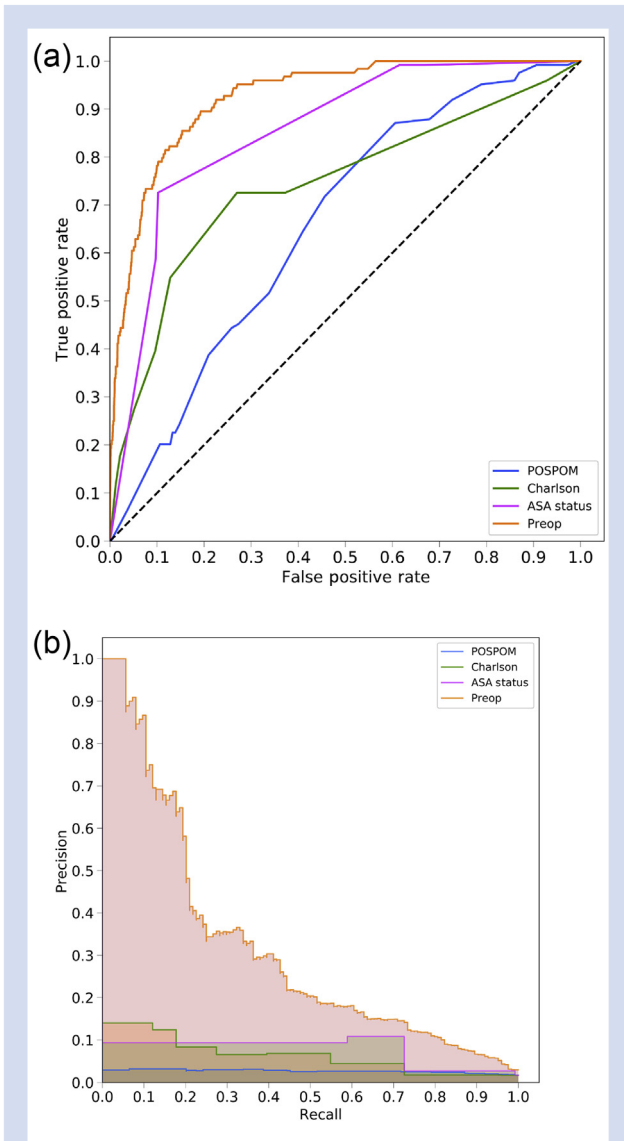 (a)
1.0
0.9
0.8
0.7
0.6
0.5
0.4
0.3
0.2
0.1
0.0
True positive rate
POSPOM
Charlson
ASA status
Preop
0.0 0.1 0.2 0.3 0.4 0.5 0.6 0.7 0.8 0.9 1.0
False positive rate
(b)
POSPOM
Charlson
ASA status
Preop
1.0
0.9
0.8
0.7
0.6
0.5
0.4
0.3
0.2
0.1
0.0
Precision
0.0 0.1 0.2 0.3 0.4 0.5 0.6 0.7 0.8 0.9 1.0
Recall